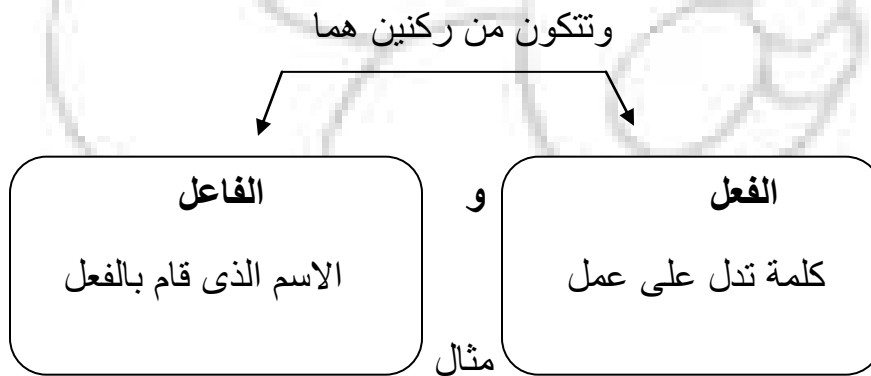 وتتكون من ركنين هما
الفعل و الفاعل
كلمة تدل على عمل
الاسم الذى قام بالفعل
مثال